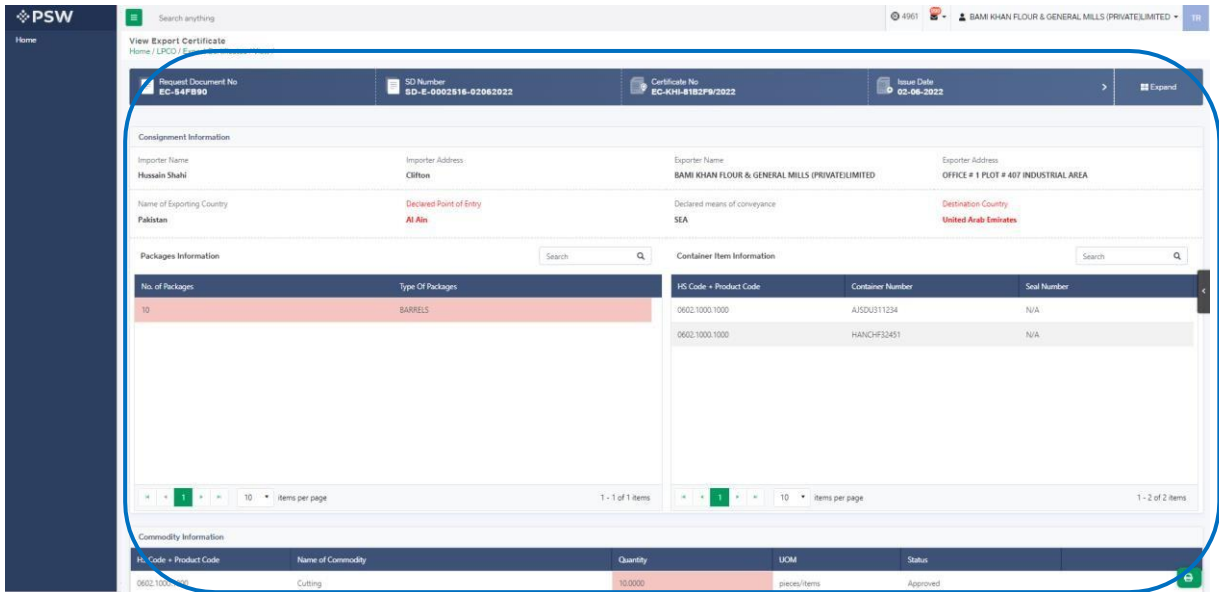 PSW
Search anything
4961
BAMI KHAN FLOUR & GENERAL MILLS (PRIVATE)LIMITED
TR
Home
View Export Certificate
Home / LPCO /
Request Document No
EC-54FB90
SD Number
SD-E-0002516-02062022
Certificate No
EC-KHI-81B2F9/2022
Issue Date
02-06-2022
Expand
Consignment Information
Importer Name
Hussain Shahi
Importer Address
Clifton
Exporter Name
BAMI KHAN FLOUR & GENERAL MILLS (PRIVATE)LIMITED
Exporter Address
OFFICE # 1 PLOT # 407 INDUSTRIAL AREA
Name of Exporting Country
Pakistan
Declared Point of Entry
Al Ain
Declared means of conveyance
SEA
Destination Country
United Arab Emirates
Packages Information
Search
Container Item Information
Search
No. of Packages Type Of Packages
10 BARRELS
HS Code + Product Code Container Number Seal Number
0602.1000.1000 AJSDU311234 N/A
0602.1000.1000 HANCHF32451 N/A
1 10 items per page 1 - 1 of 1 items
1 10 items per page 1 - 2 of 2 items
Commodity Information
HS Code + Product Code Name of Commodity Quantity UOM Status
0602.1000.1000 Cutting 10.0000 pieces/items Approved